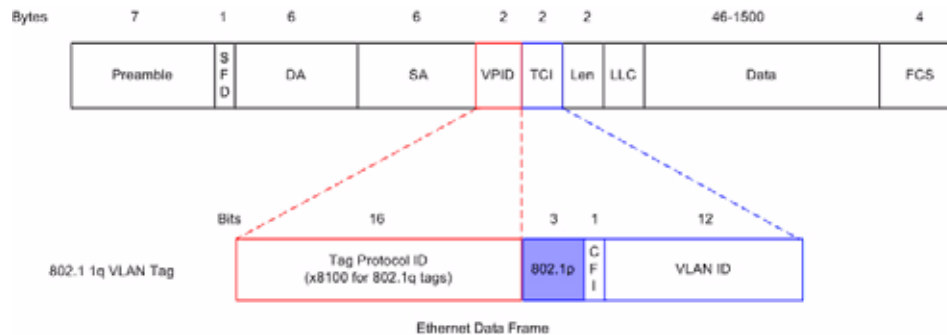 Bytes 7 1 6 6 2 2 2 46-1500 4
Preamble SFD DA SA VPID TCI Len LLC Data FCS
Bits 16 3 1 12
802.1 1q VLAN Tag Tag Protocol ID 802.1p CFI VLAN ID
(x8100 for 802.1q tags)
Ethernet Data Frame